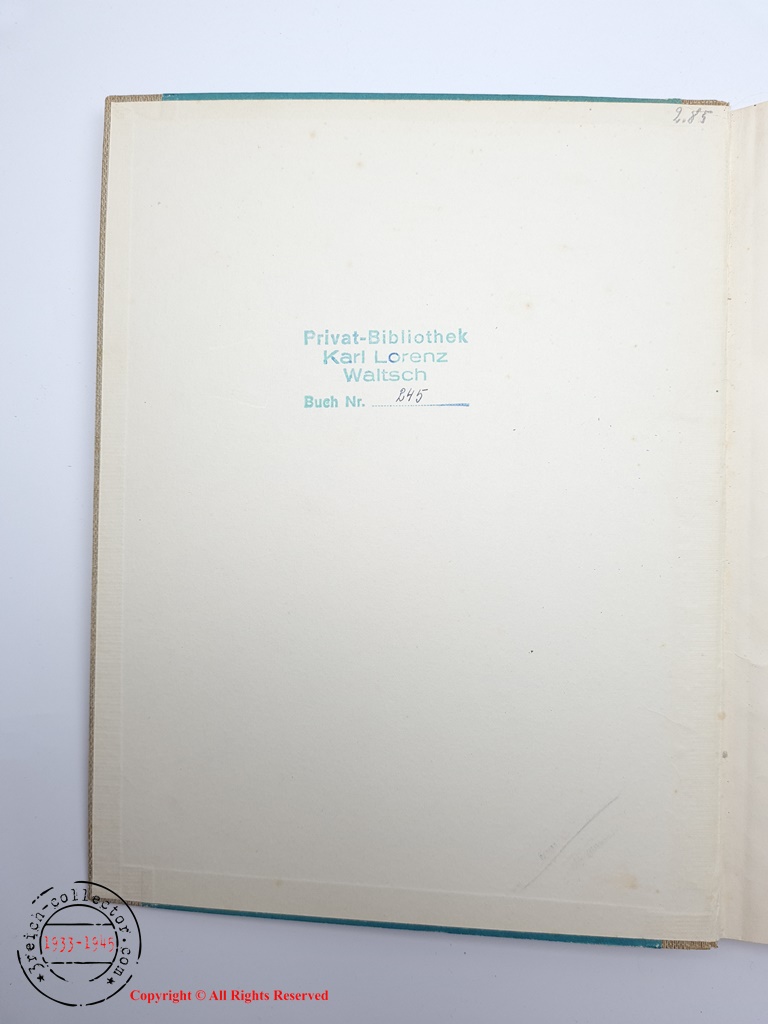 2.85
Privat-Bibliothek
Karl Lorenz
Waltsch
Buch Nr. 245
3reich-collector.com
1933-1945
Copyright © All Rights Reserved